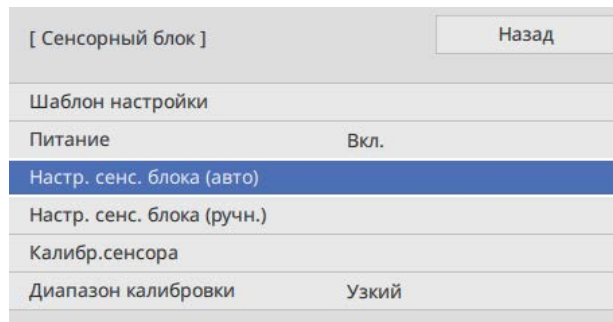 [ Сенсорный блок ] Назад
Шаблон настройки
Питание Вкл.
Настр. сенс. блока (авто)
Настр. сенс. блока (ручн.)
Калибр.сенсора
Диапазон калибровки Узкий